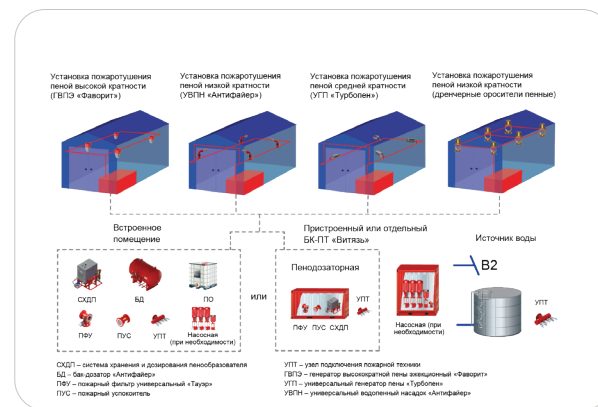 Установка пожаротушения
пеной высокой кратности
(ГВПЭ «Фаворит»)
Установка пожаротушения
пеной низкой кратности
(УВПН «Антифайер»)
Установка пожаротушения
пеной средней кратности
(УГП «Турбопен»)
Установка пожаротушения
пеной низкой кратности
(дренчерные оросители пенные)
Встроенное
помещение
СХДП
БД
ПО
ПФУ
ПУС
УПТ
Насосная
(при необходимости)
или
Пристроенный или отдельный
БК-ПТ «Витязь»
Пенодозаторная
ПФУ ПУС СХДП
УПТ
Насосная (при
необходимости)
Источник воды
В2
УПТ
СХДП – система хранения и дозирования пенообразователя
БД – бак-дозатор «Антифайер»
ПФУ – пожарный фильтр универсальный «Тауэр»
ПУС – пожарный успокоитель
УПТ – узел подключения пожарной техники
ГВПЭ – генератор высокократной пены эжекционный «Фаворит»
УГП – универсальный генератор пены «Турбопен»
УВПН – универсальный водопенный насадок «Антифайер»